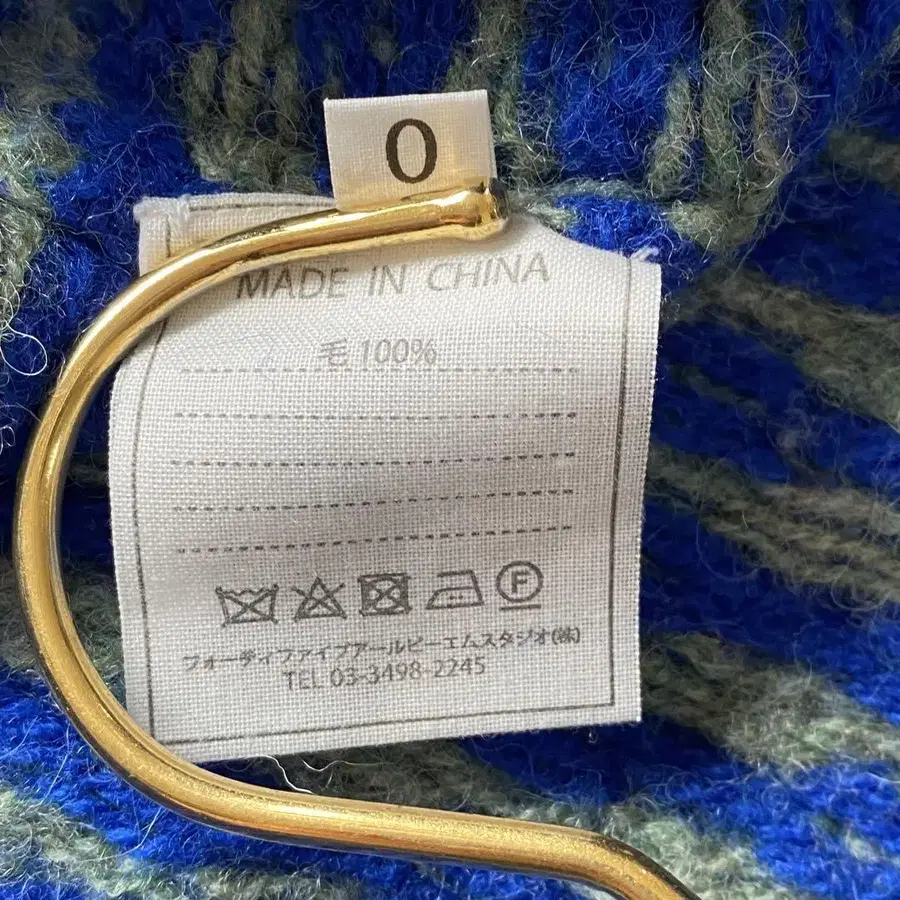 0
MADE IN CHINA
毛 100%
F
フォーディファイブアールピーエムスタジオ(株)
TEL 03-3498-2245